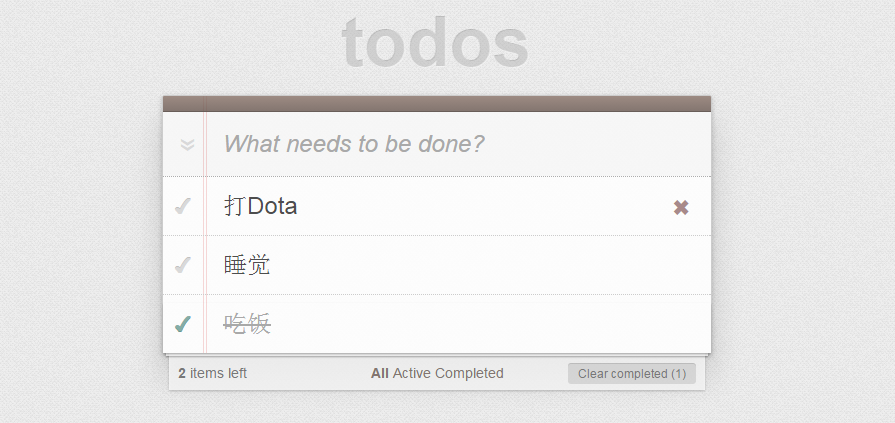 todos
What needs to be done?
打Dota
睡觉
吃饭
2 items left All Active Completed Clear completed (1)